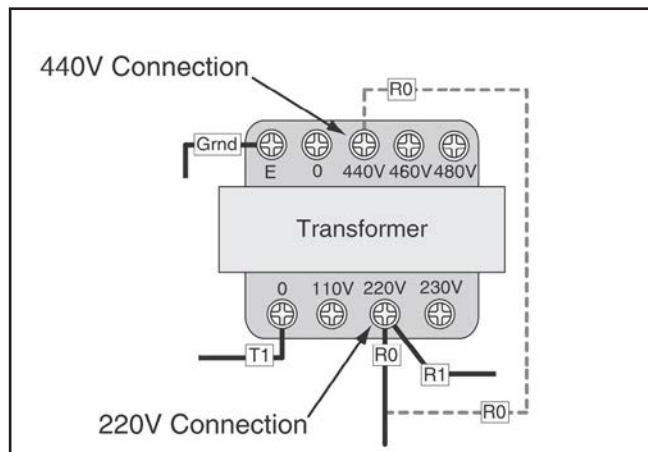 440V Connection
R0
Grnd
E 0 440V 460V 480V
Transformer
0 110V 220V 230V
T1 R0 R1
R0
220V Connection